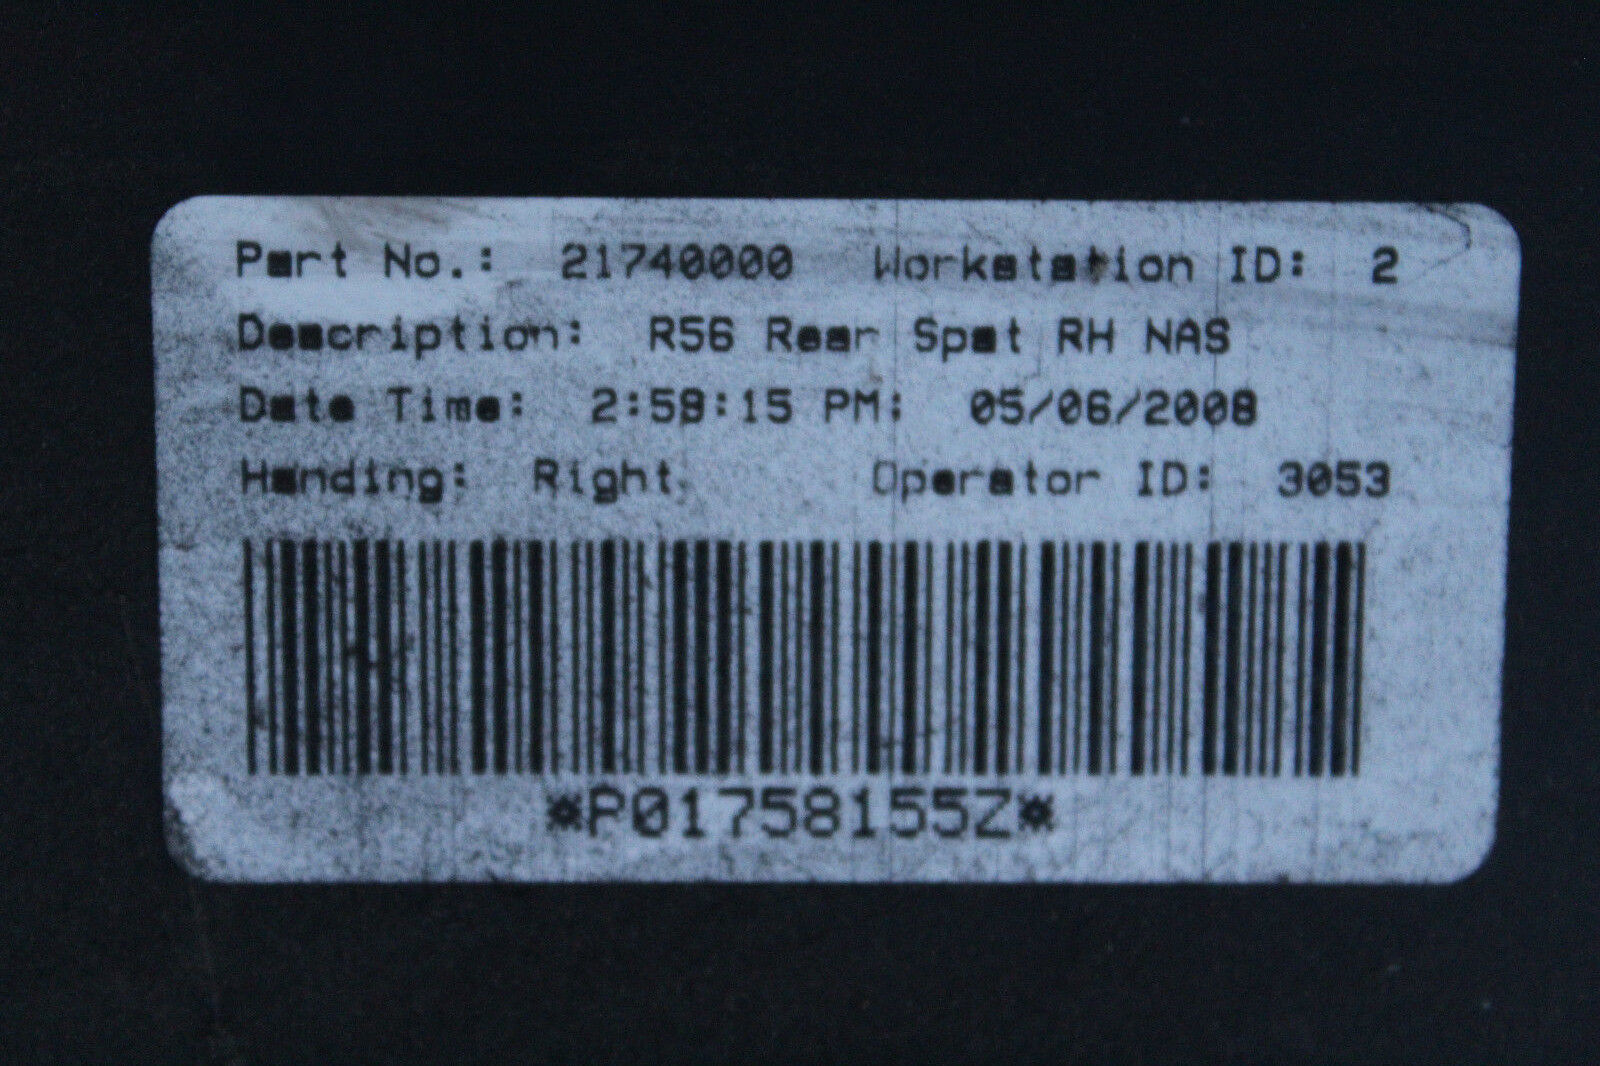 Part No.: 21740000 Workstation ID: 2
Description: R56 Rear Spat RH NAS
Date Time: 2:59:15 PM: 05/06/2008
Handing: Right Operator ID: 3053
*P01758155Z*